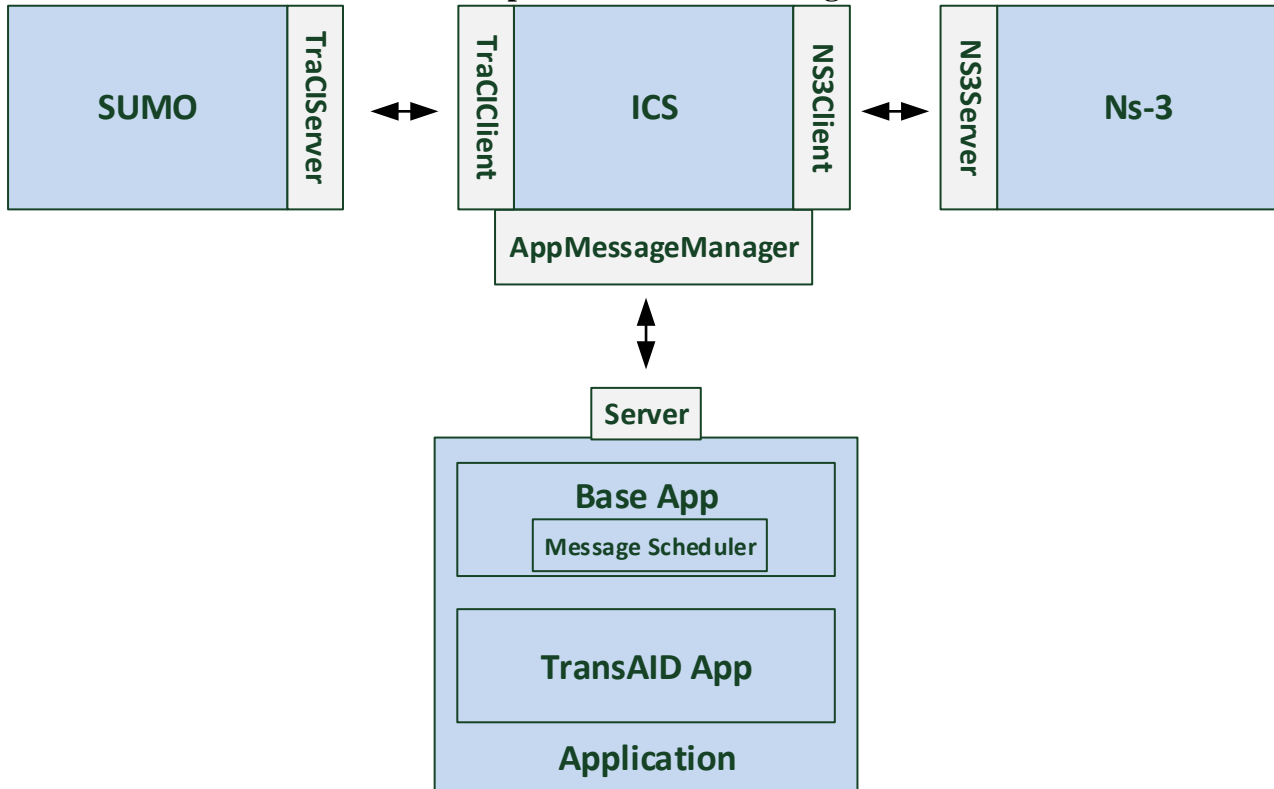 SUMO
TraCIServer
TraCIClient
ICS
NS3Client
NS3Server
Ns-3
AppMessageManager
Server
Base App
Message Scheduler
TransAID App
Application